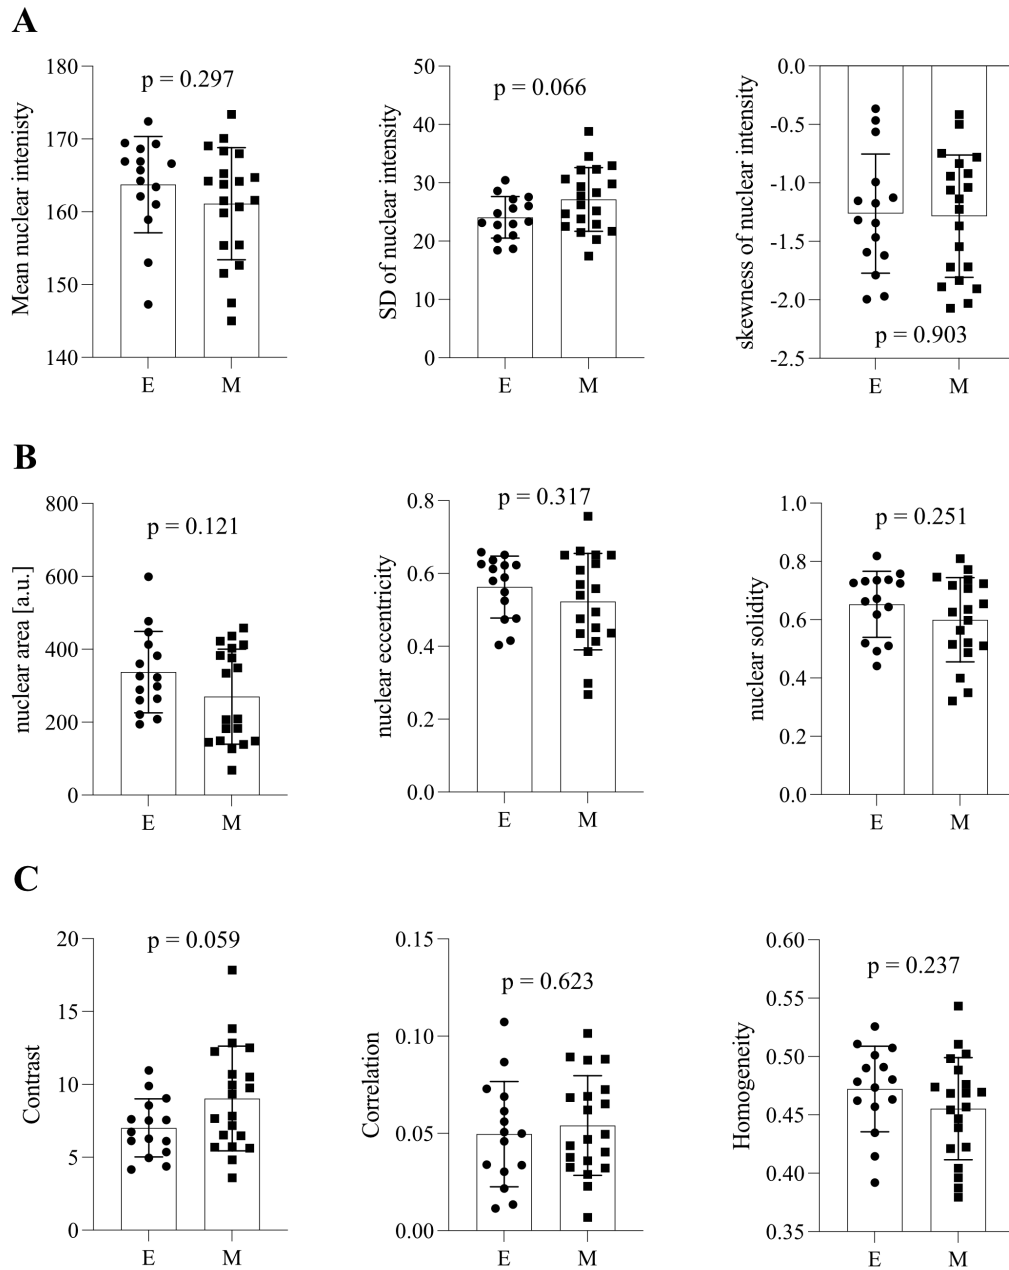 A
Mean nuclear intenisty
180
170
160
150
140
p = 0.297
E M
SD of nuclear intensity
50
40
30
20
10
0
p = 0.066
E M
skewness of nuclear intensity
0.0
-0.5
-1.0
-1.5
-2.0
-2.5
p = 0.903
E M
B
nuclear area [a.u.]
800
600
400
200
0
p = 0.121
E M
nuclear eccentricity
0.8
0.6
0.4
0.2
0.0
p = 0.317
E M
nuclear solidity
1.0
0.8
0.6
0.4
0.2
0.0
p = 0.251
E M
C
Contrast
20
15
10
5
0
p = 0.059
E M
Correlation
0.15
0.10
0.05
0.00
p = 0.623
E M
Homogeneity
0.60
0.55
0.50
0.45
0.40
0.35
p = 0.237
E M